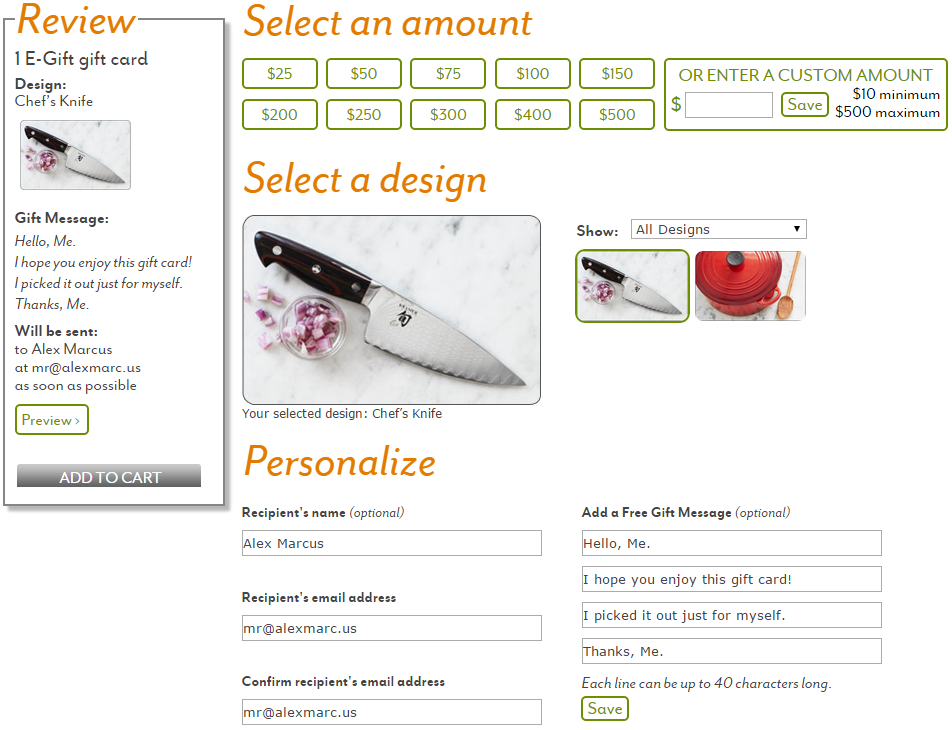 Review
1 E-Gift gift card
Design:
Chef's Knife
Gift Message:
Hello, Me.
I hope you enjoy this gift card!
I picked it out just for myself.
Thanks, Me.
Will be sent:
to Alex Marcus
at mr@alexmarc.us
as soon as possible
Preview ›
ADD TO CART
Select an amount
$25 $50 $75 $100 $150
$200 $250 $300 $400 $500
OR ENTER A CUSTOM AMOUNT
$ Save
$10 minimum
$500 maximum
Select a design
旬
Your selected design: Chef's Knife
Show: All Designs
Personalize
Recipient's name (optional)
Alex Marcus
Recipient's email address
mr@alexmarc.us
Confirm recipient's email address
mr@alexmarc.us
Add a Free Gift Message (optional)
Hello, Me.
I hope you enjoy this gift card!
I picked it out just for myself.
Thanks, Me.
Each line can be up to 40 characters long.
Save